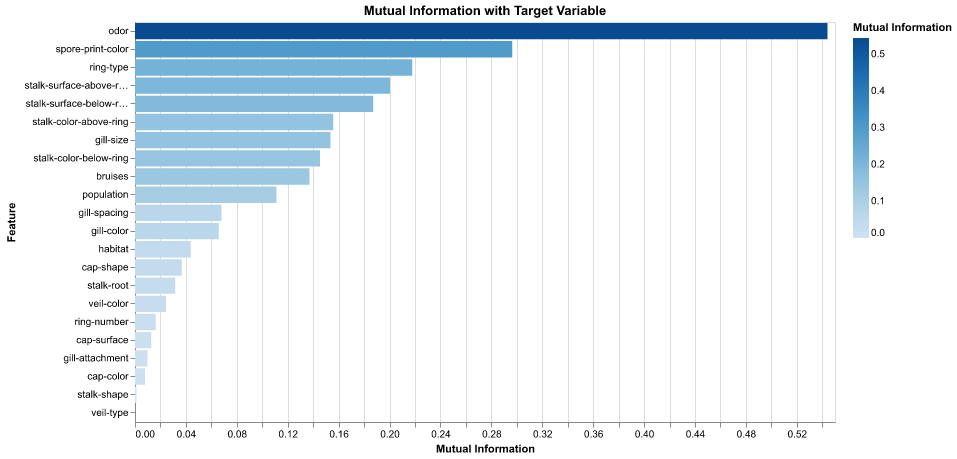 Mutual Information with Target Variable
odor
spore-print-color
ring-type
stalk-surface-above-r…
stalk-surface-below-r…
stalk-color-above-ring
gill-size
stalk-color-below-ring
bruises
population
gill-spacing
gill-color
habitat
cap-shape
stalk-root
veil-color
ring-number
cap-surface
gill-attachment
cap-color
stalk-shape
veil-type
Feature
0.00 0.04 0.08 0.12 0.16 0.20 0.24 0.28 0.32 0.36 0.40 0.44 0.48 0.52
Mutual Information
Mutual Information
0.5
0.4
0.3
0.2
0.1
0.0